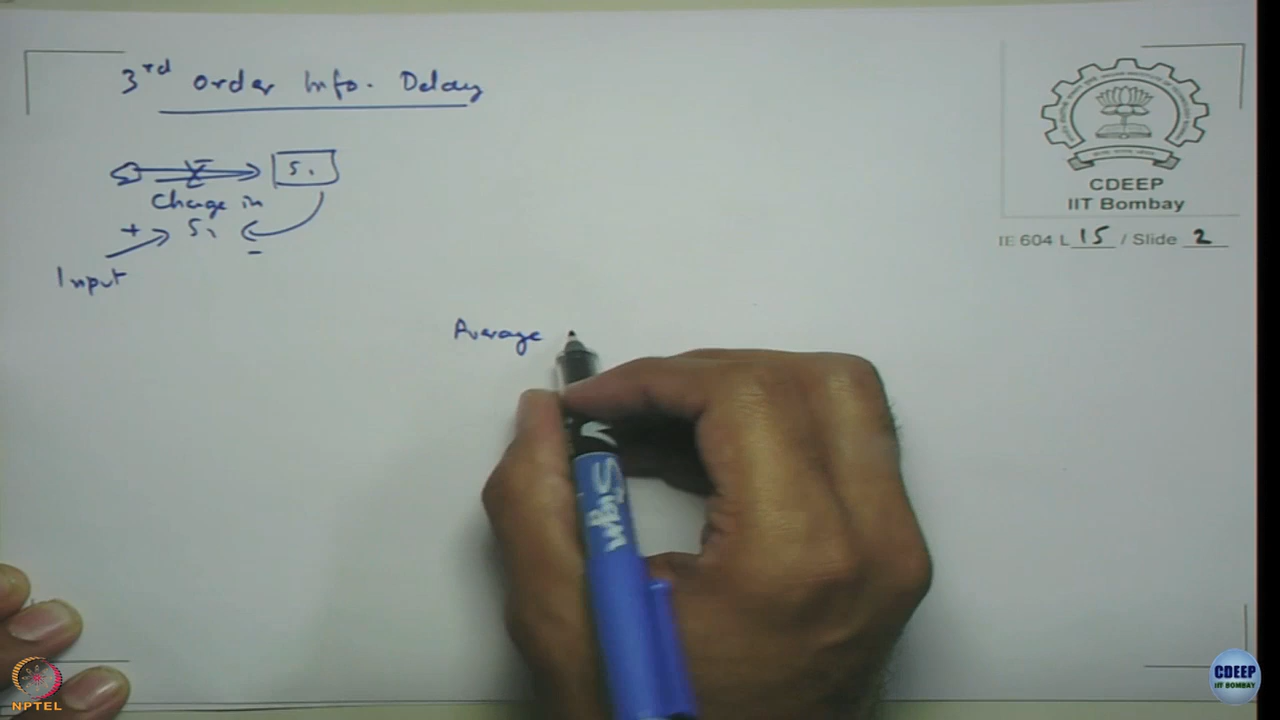 3rd Order Info. Delay
S1
Change in
S1
+
-
Input
Average
CDEEP
IIT Bombay
IE 604 L 15 / Slide 2
Sign
NPTEL
CDEEP
IIT BOMBAY